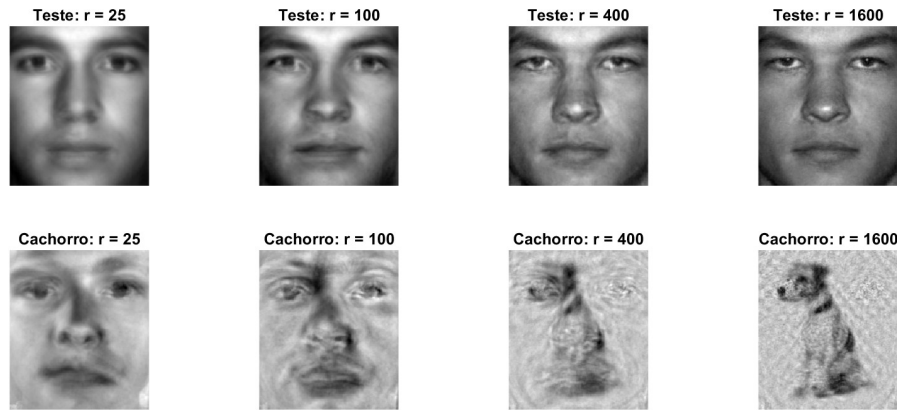 Teste: r = 25
Teste: r = 100
Teste: r = 400
Teste: r = 1600
Cachorro: r = 25
Cachorro: r = 100
Cachorro: r = 400
Cachorro: r = 1600